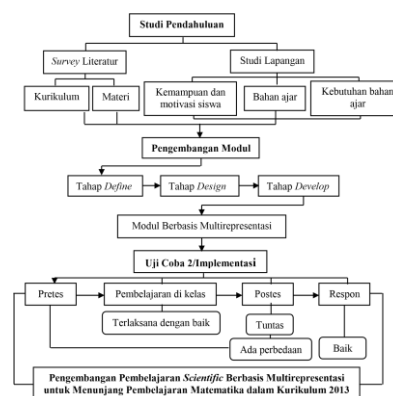 Studi Pendahuluan
Survey Literatur
Studi Lapangan
Kurikulum
Materi
Kemampuan dan
motivasi siswa
Bahan ajar
Kebutuhan bahan
ajar
Pengembangan Modul
Tahap Define
Tahap Design
Tahap Develop
Modul Berbasis Multirepresentasi
Uji Coba 2/Implementasi
Pretes
Pembelajaran di kelas
Postes
Respon
Terlaksana dengan baik
Tuntas
Ada perbedaan
Baik
Pengembangan Pembelajaran Scientific Berbasis Multirepresentasi
untuk Menunjang Pembelajaran Matematika dalam Kurikulum 2013